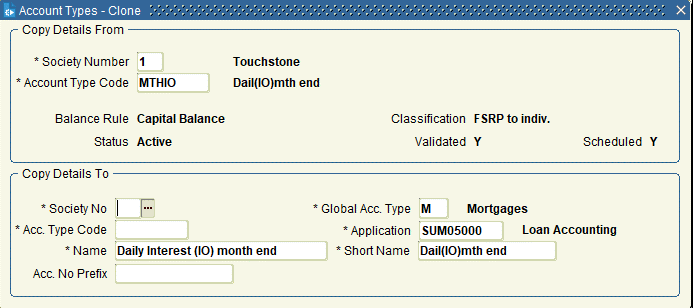 Account Types - Clone
Copy Details From
* Society Number 1 Touchstone
* Account Type Code MTHIO Dail(IO)mth end
Balance Rule Capital Balance Classification FSRP to indiv.
Status Active Validated Y Scheduled Y
Copy Details To
* Society No ... * Global Acc. Type M Mortgages
* Acc. Type Code * Application SUM05000 Loan Accounting
* Name Daily Interest (IO) month end * Short Name Dail(IO)mth end
Acc. No Prefix